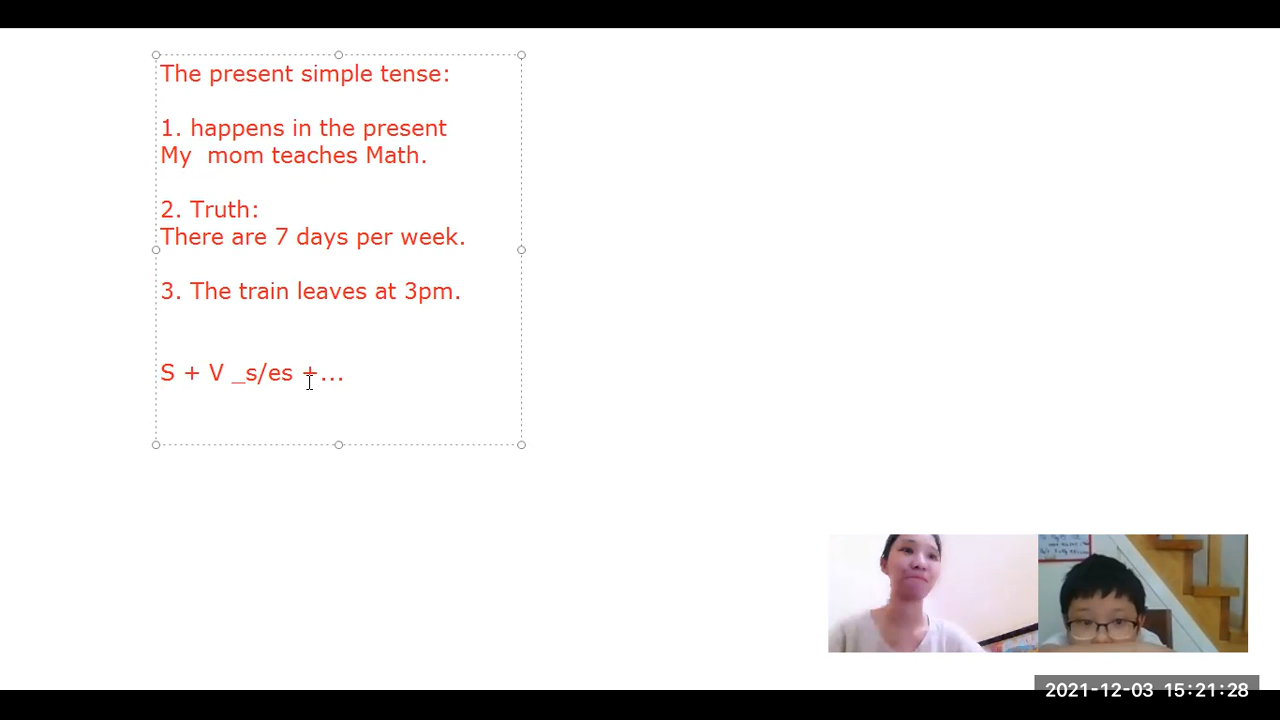 The present simple tense:
1. happens in the present
My  mom teaches Math.
2. Truth:
There are 7 days per week.
3. The train leaves at 3pm.
S + V _s/es +...
2021-12-03 15:21:28